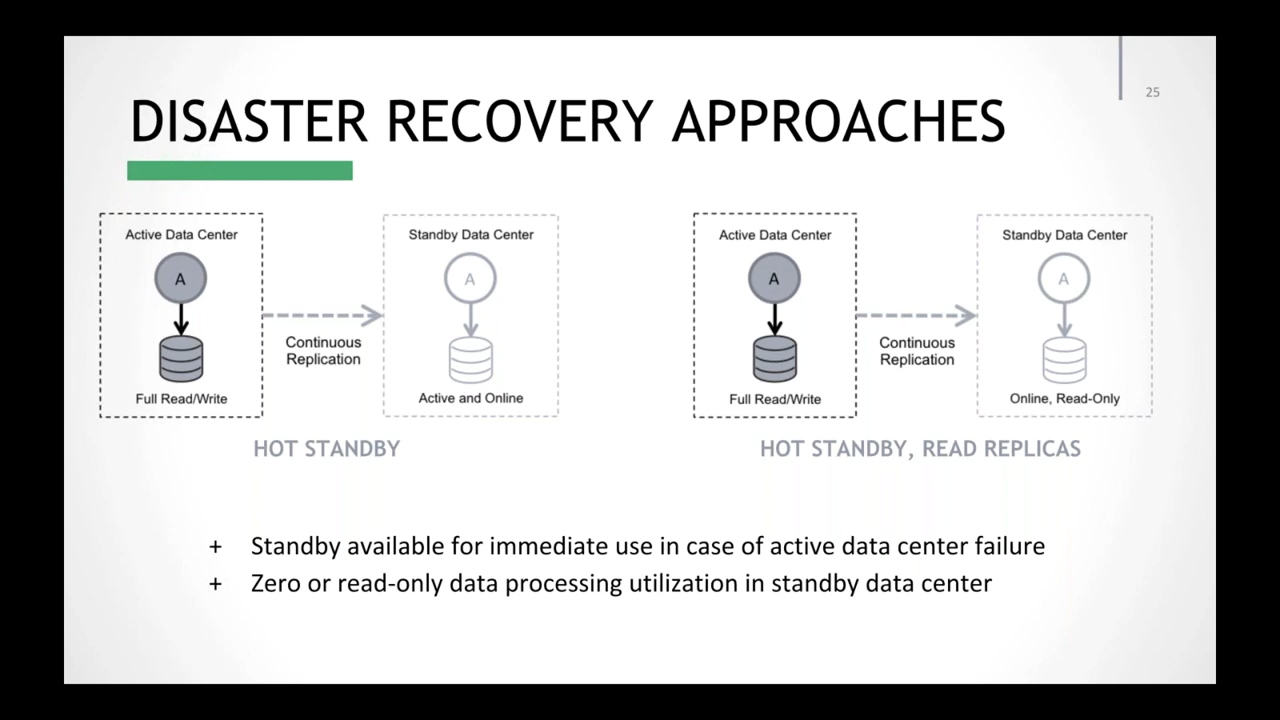 25
DISASTER RECOVERY APPROACHES
Active Data Center
A
Full Read/Write
Continuous
Replication
Standby Data Center
A
Active and Online
HOT STANDBY
Active Data Center
A
Full Read/Write
Continuous
Replication
Standby Data Center
A
Online, Read-Only
HOT STANDBY, READ REPLICAS
+ Standby available for immediate use in case of active data center failure
+ Zero or read-only data processing utilization in standby data center